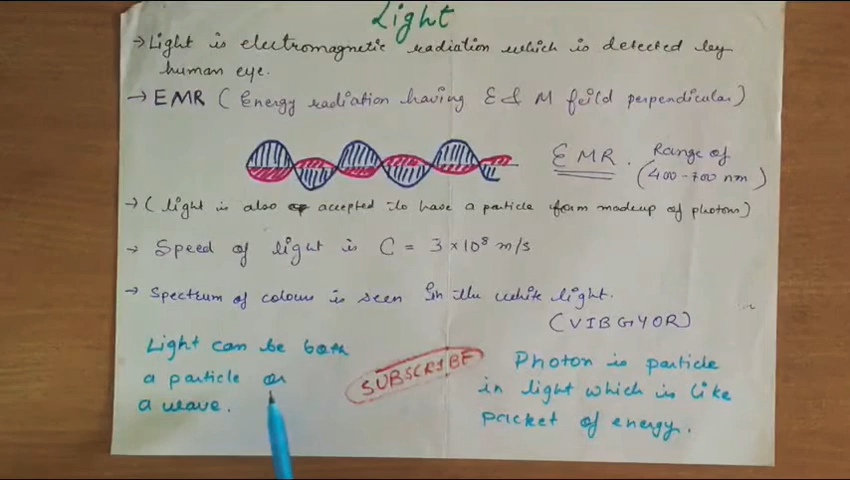 Light
→ Light is electromagnetic radiation which is detected by
human eye.
→ EMR ( Energy radiation having E & M feild perpendicular)
EMR. Range of
(400-700 nm)
→ ( light is also accepted to have a particle form madeup of photon)
→ Speed of light is C = 3 × 10⁸ m/s
→ Spectrum of colour is seen in the white light.
(VIBGYOR)
Light can be both
a particle or
a wave.
SUBSCRIBE
Photon is particle
in light which is like
packet of energy.